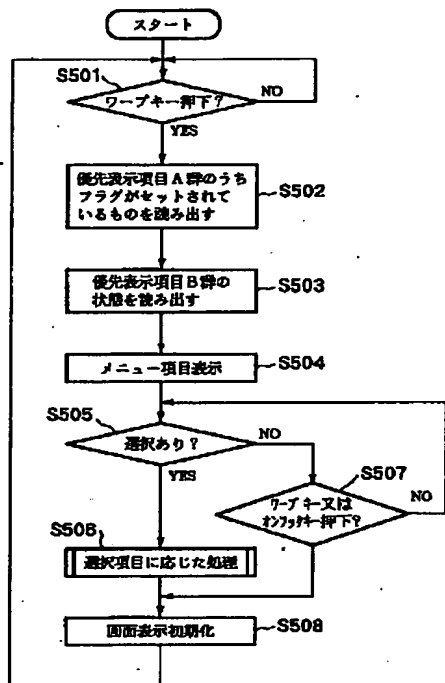 スタート
S501
ワープキー押下?
NO
YES
優先表示項目A群のうち
フラグがセットされて
いるものを読み出す
S502
優先表示項目B群の
状態を読み出す
S503
メニュー項目表示
S504
S505
選択あり?
NO
YES
S507
ワープキー又は
オンフックキー押下?
NO
S506
選択項目に応じた処理
画面表示初期化
S508